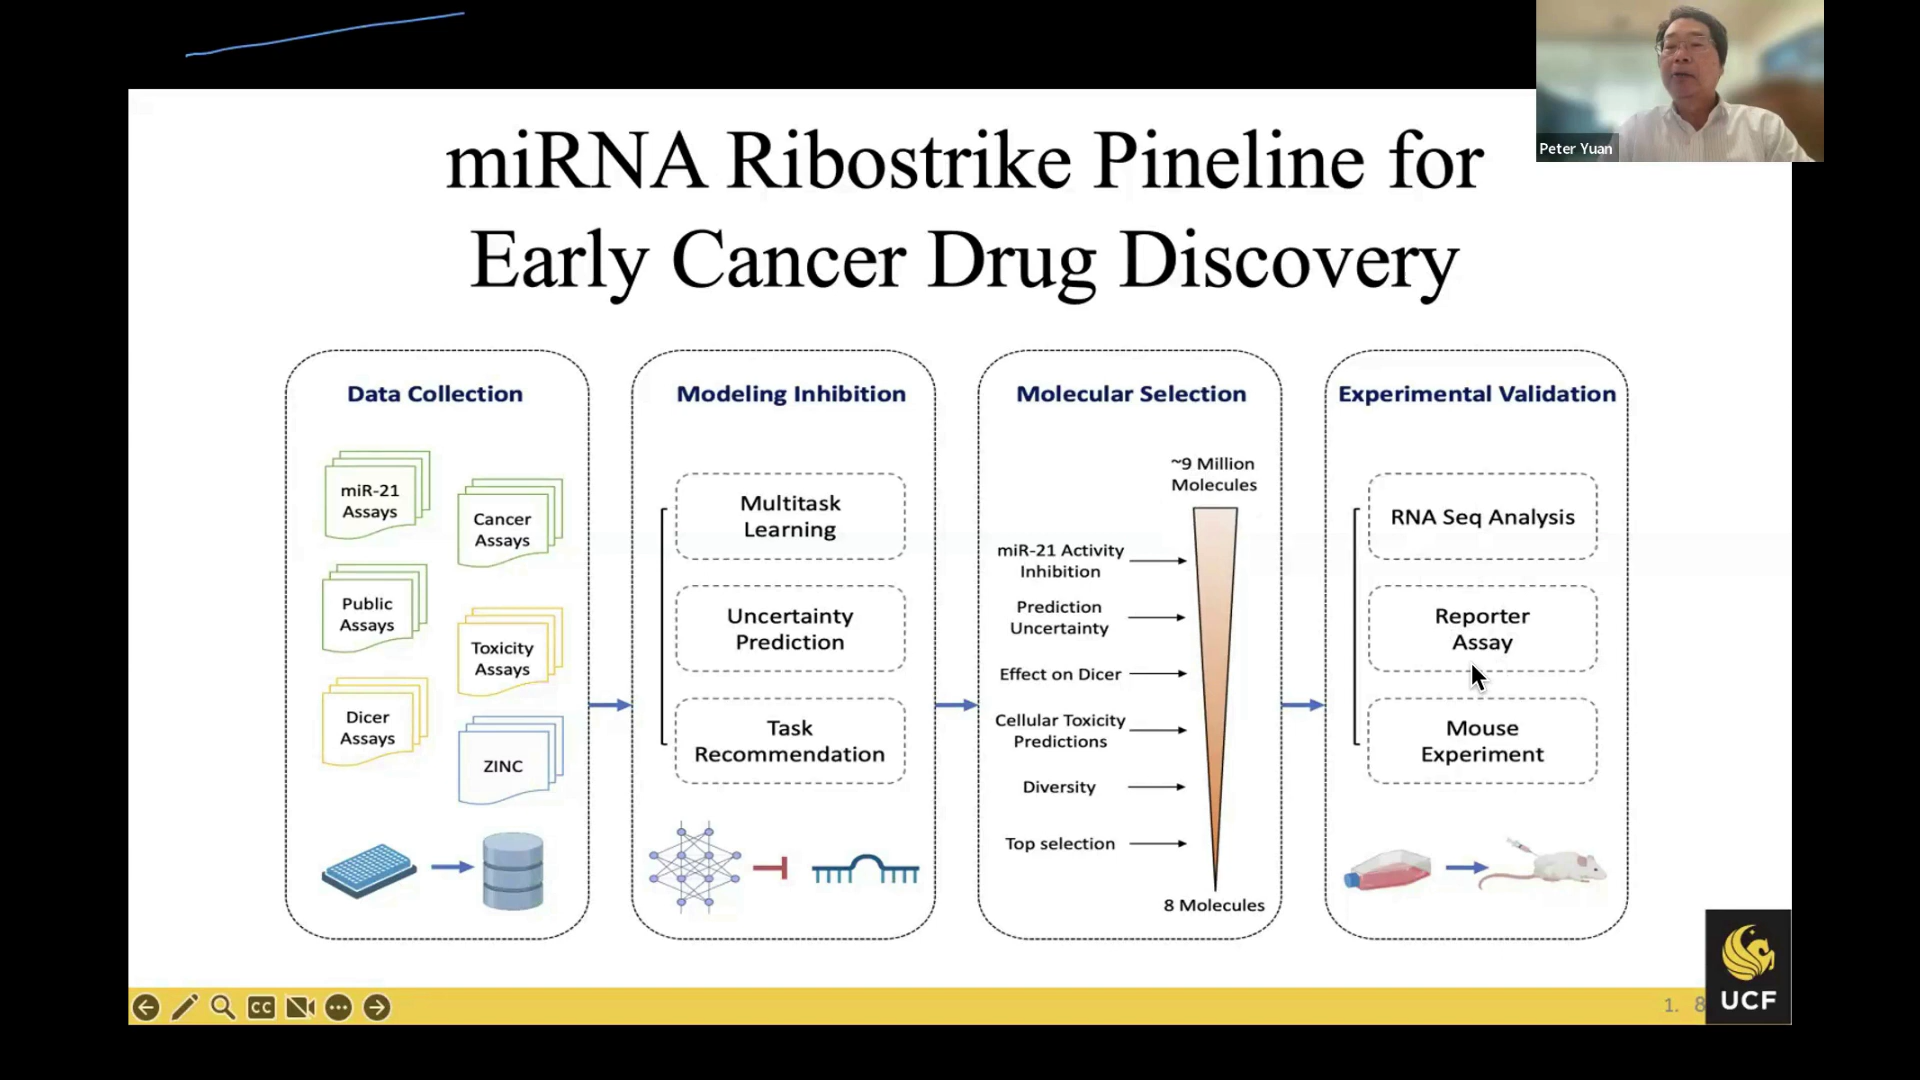 Peter Yuan
miRNA Ribostrike Pineline for
Early Cancer Drug Discovery
Data Collection
miR-21
Assays
Cancer
Assays
Public
Assays
Toxicity
Assays
Dicer
Assays
ZINC
Modeling Inhibition
Multitask
Learning
Uncertainty
Prediction
Task
Recommendation
Molecular Selection
~9 Million
Molecules
miR-21 Activity
Inhibition
Prediction
Uncertainty
Effect on Dicer
Cellular Toxicity
Predictions
Diversity
Top selection
8 Molecules
Experimental Validation
RNA Seq Analysis
Reporter
Assay
Mouse
Experiment
CC
1. 8
UCF